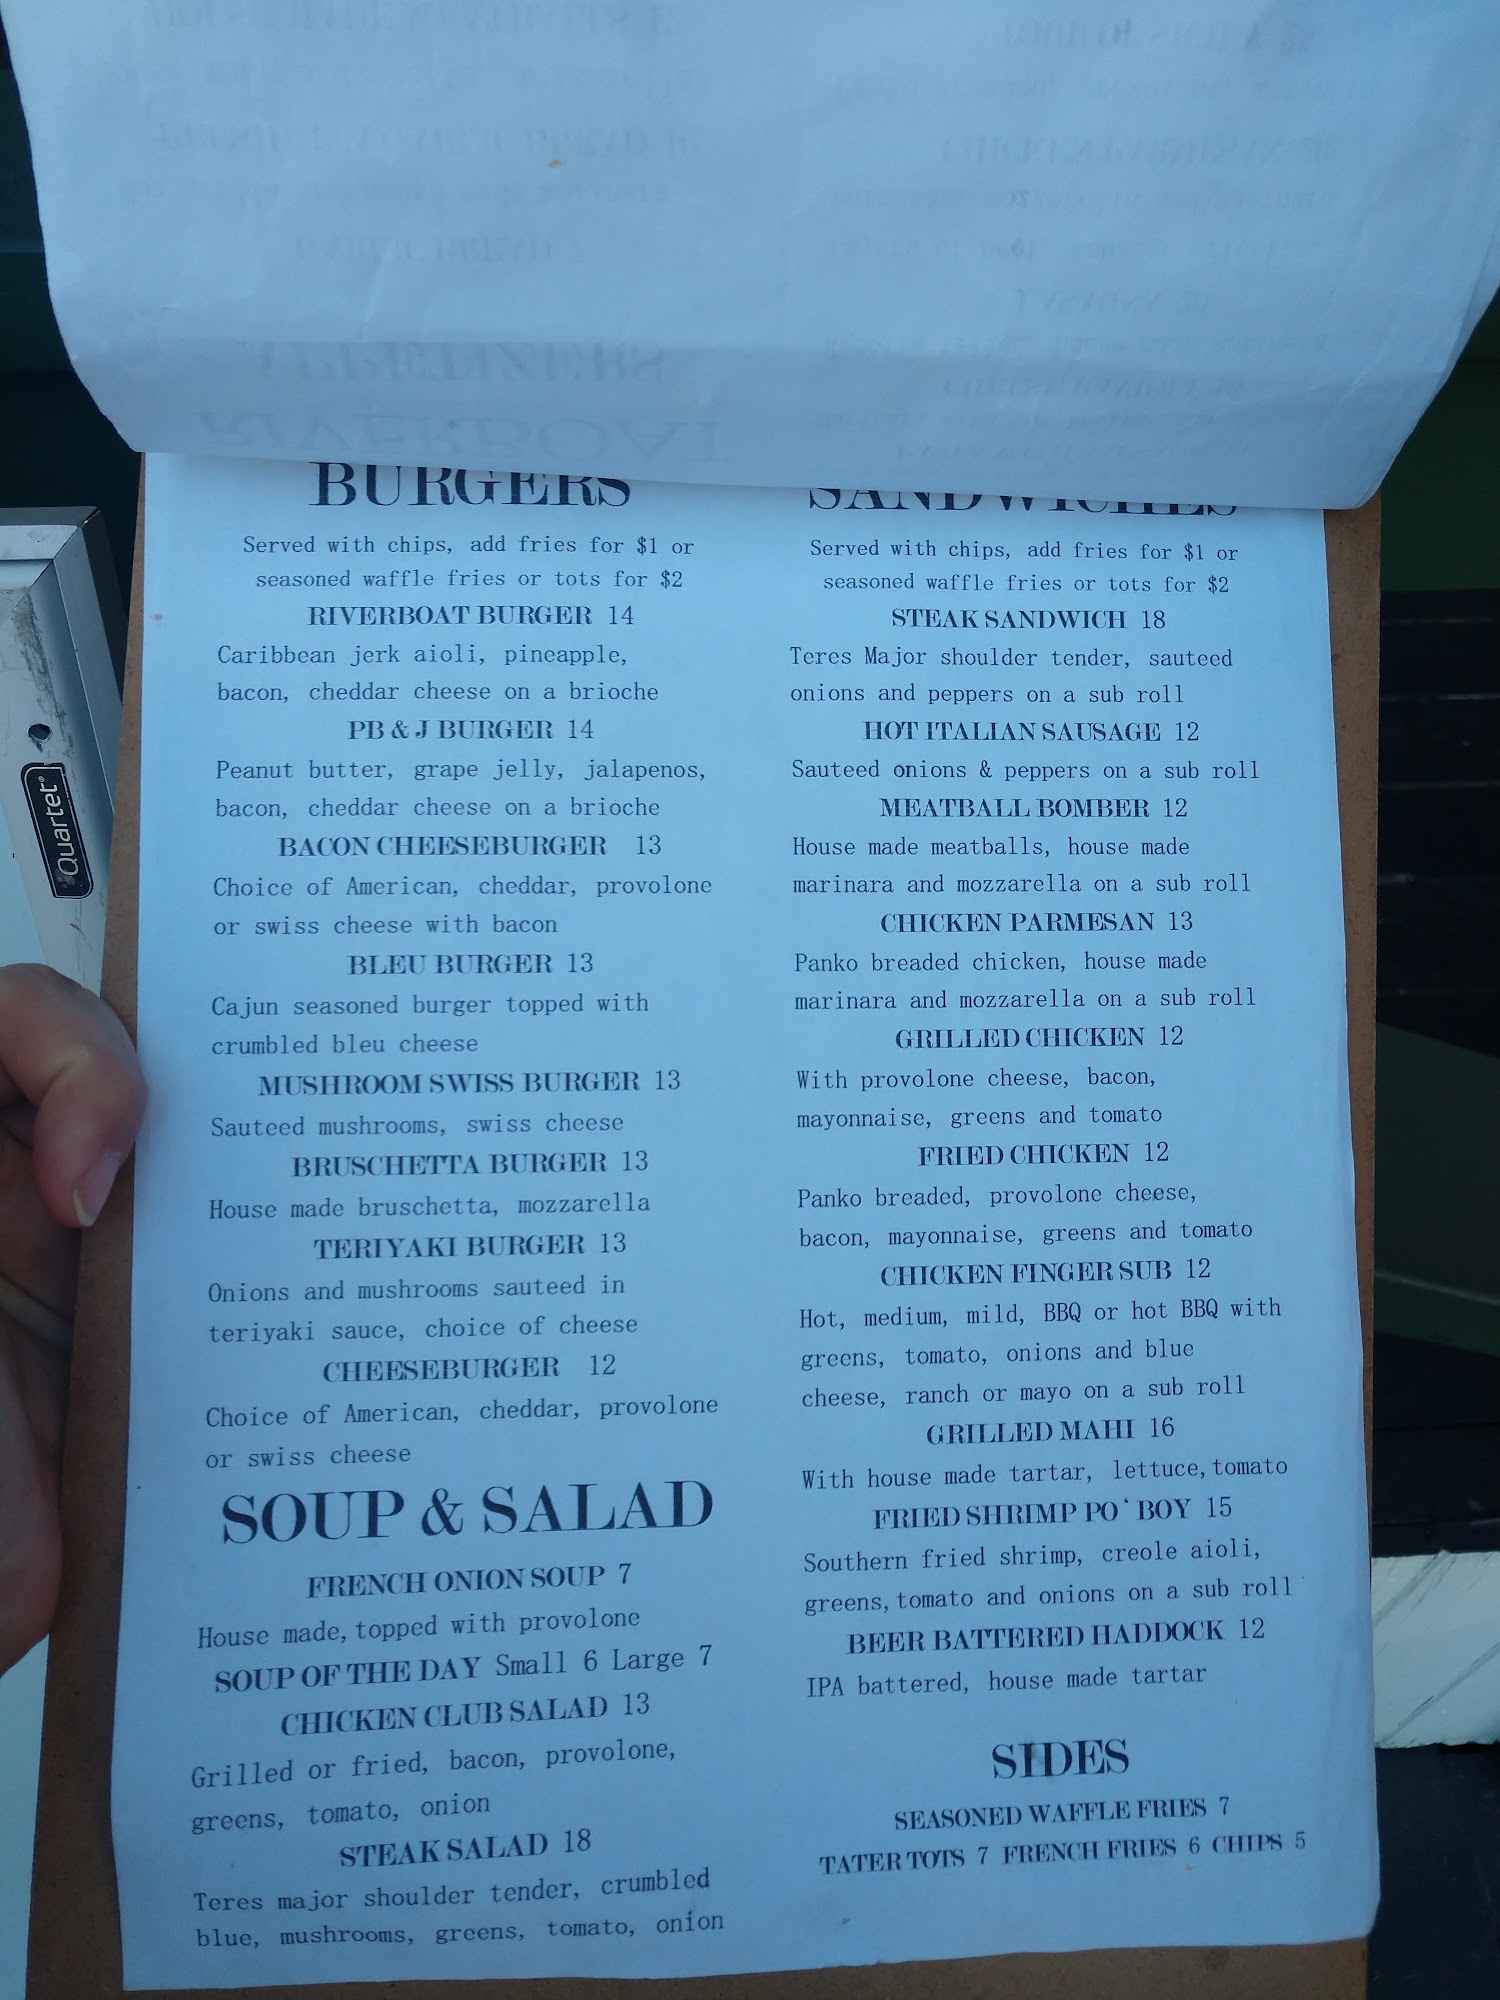 RIVERBOAT
APPETIZERS
Quartet
BURGERS
Served with chips, add fries for $1 or
seasoned waffle fries or tots for $2
RIVERBOAT BURGER 14
Caribbean jerk aioli, pineapple,
bacon, cheddar cheese on a brioche
PB & J BURGER 14
Peanut butter, grape jelly, jalapenos,
bacon, cheddar cheese on a brioche
BACON CHEESEBURGER 13
Choice of American, cheddar, provolone
or swiss cheese with bacon
BLEU BURGER 13
Cajun seasoned burger topped with
crumbled bleu cheese
MUSHROOM SWISS BURGER 13
Sauteed mushrooms, swiss cheese
BRUSCHETTA BURGER 13
House made bruschetta, mozzarella
TERIYAKI BURGER 13
Onions and mushrooms sauteed in
teriyaki sauce, choice of cheese
CHEESEBURGER 12
Choice of American, cheddar, provolone
or swiss cheese
SOUP & SALAD
FRENCH ONION SOUP 7
House made, topped with provolone
SOUP OF THE DAY Small 6 Large 7
CHICKEN CLUB SALAD 13
Grilled or fried, bacon, provolone,
greens, tomato, onion
STEAK SALAD 18
Teres major shoulder tender, crumbled
blue, mushrooms, greens, tomato, onion
SANDWICHES
Served with chips, add fries for $1 or
seasoned waffle fries or tots for $2
STEAK SANDWICH 18
Teres Major shoulder tender, sauteed
onions and peppers on a sub roll
HOT ITALIAN SAUSAGE 12
Sauteed onions & peppers on a sub roll
MEATBALL BOMBER 12
House made meatballs, house made
marinara and mozzarella on a sub roll
CHICKEN PARMESAN 13
Panko breaded chicken, house made
marinara and mozzarella on a sub roll
GRILLED CHICKEN 12
With provolone cheese, bacon,
mayonnaise, greens and tomato
FRIED CHICKEN 12
Panko breaded, provolone cheese,
bacon, mayonnaise, greens and tomato
CHICKEN FINGER SUB 12
Hot, medium, mild, BBQ or hot BBQ with
greens, tomato, onions and blue
cheese, ranch or mayo on a sub roll
GRILLED MAHI 16
With house made tartar, lettuce, tomato
FRIED SHRIMP PO‘BOY 15
Southern fried shrimp, creole aioli,
greens, tomato and onions on a sub roll
BEER BATTERED HADDOCK 12
IPA battered, house made tartar
SIDES
SEASONED WAFFLE FRIES 7
TATER TOTS 7 FRENCH FRIES 6 CHIPS 5